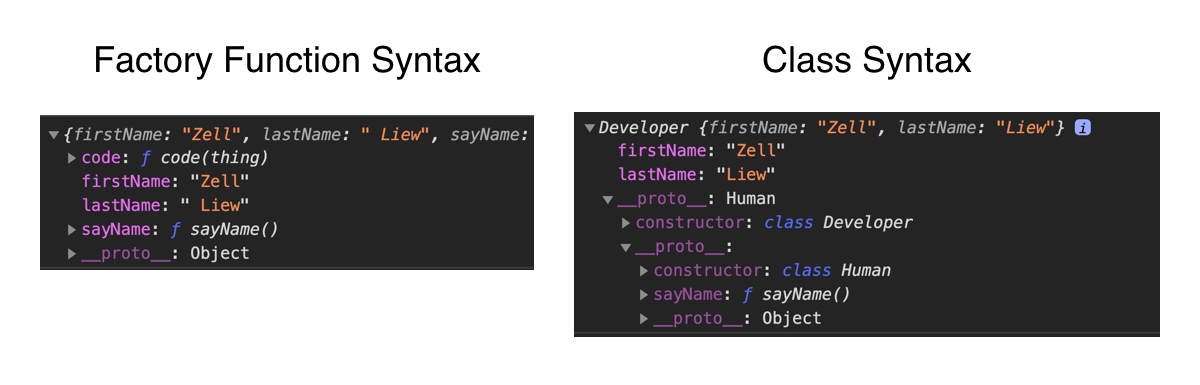 Factory Function Syntax
{firstName: "Zell", lastName: " Liew", sayName:
code: ƒ code(thing)
firstName: "Zell"
lastName: " Liew"
sayName: ƒ sayName()
__proto__: Object
Class Syntax
Developer {firstName: "Zell", lastName: "Liew"} i
firstName: "Zell"
lastName: "Liew"
__proto__: Human
constructor: class Developer
__proto__:
constructor: class Human
sayName: ƒ sayName()
__proto__: Object